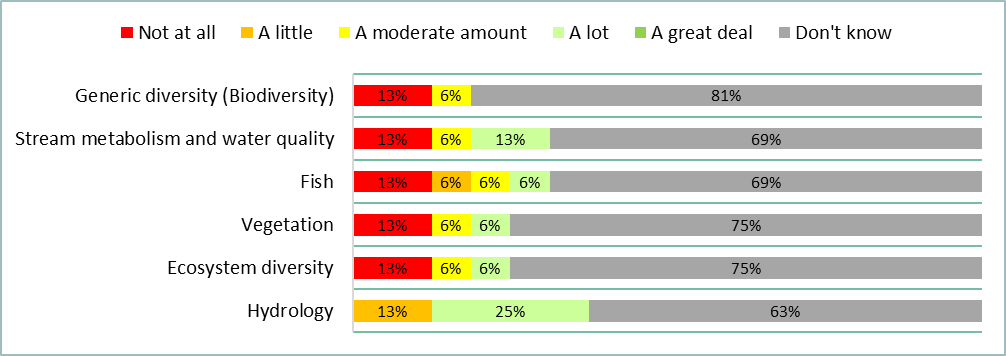 Not at all A little A moderate amount A lot A great deal Don't know
Generic diversity (Biodiversity) 13% 6% 81%
Stream metabolism and water quality 13% 6% 13% 69%
Fish 13% 6% 6% 6% 69%
Vegetation 13% 6% 6% 75%
Ecosystem diversity 13% 6% 6% 75%
Hydrology 13% 25% 63%